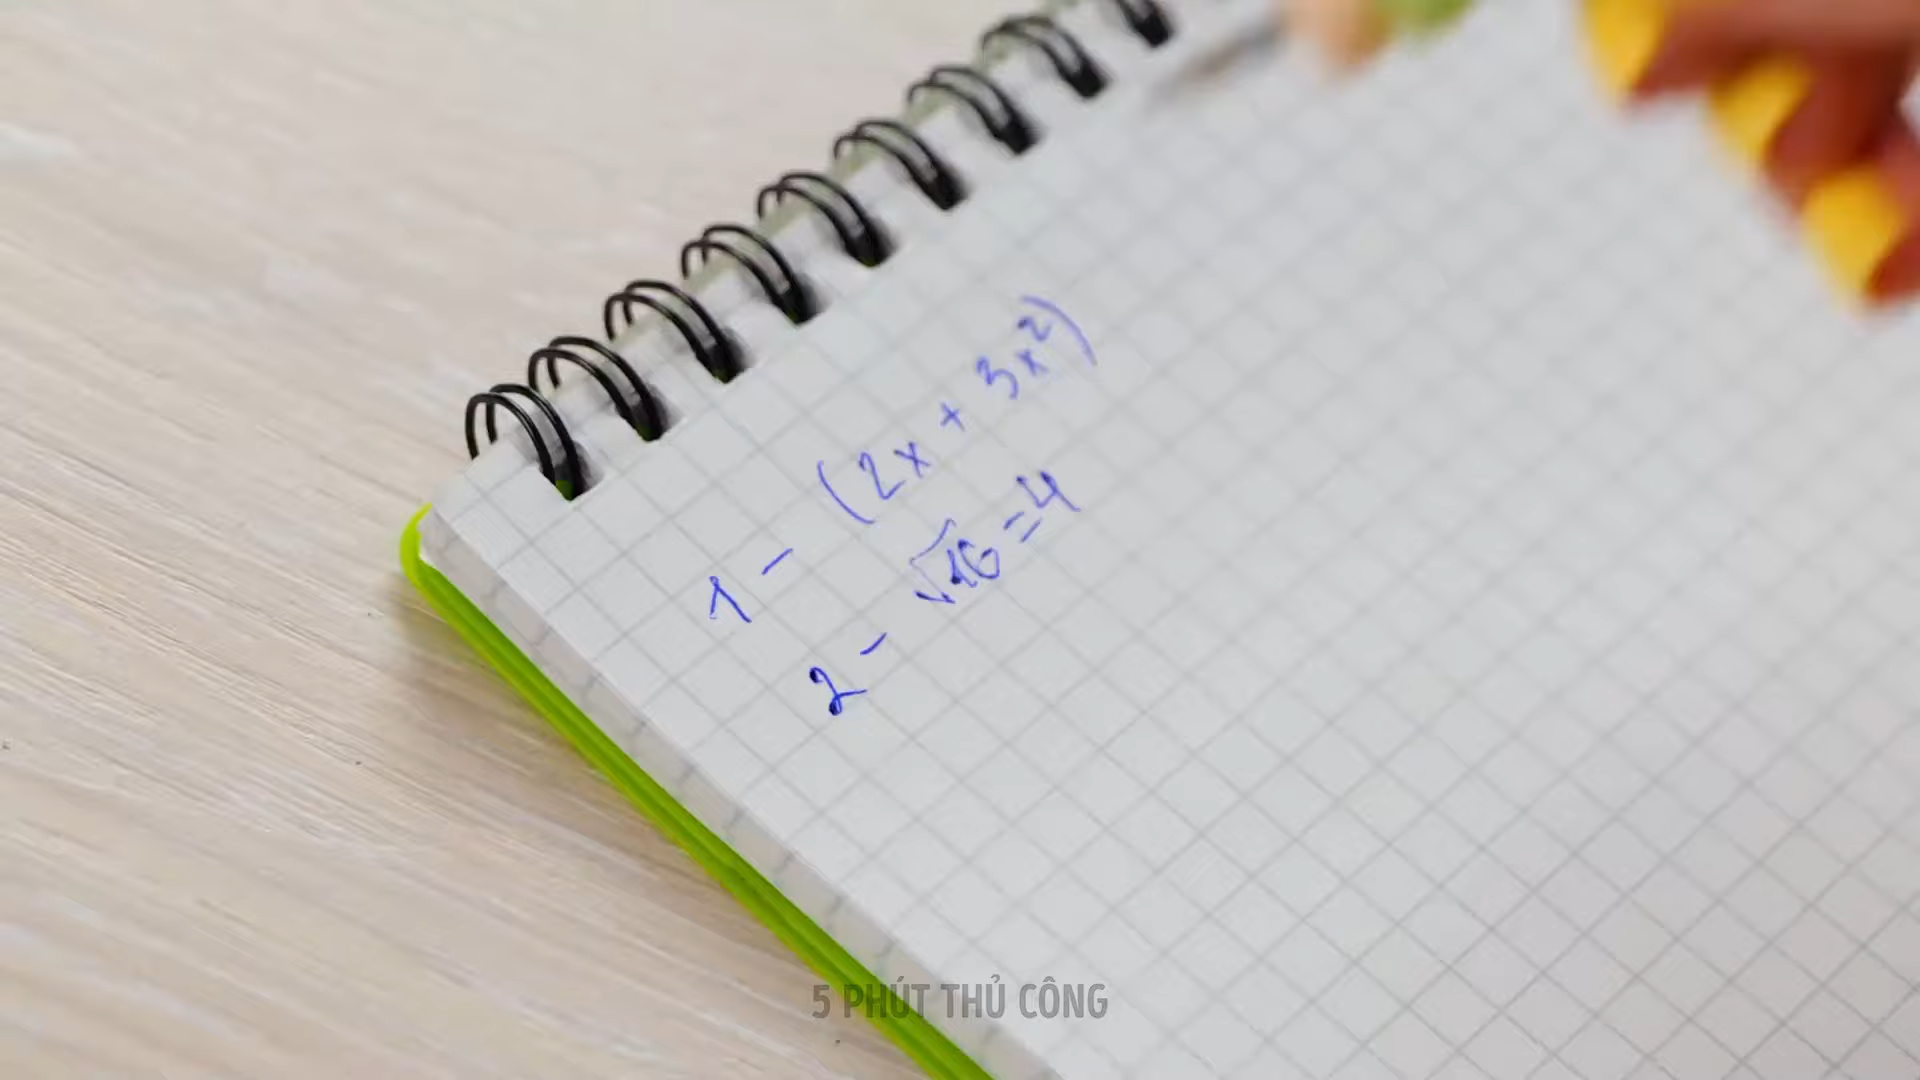 1 - (2x + 3x²)
2 - √16 = 4
5 PHÚT THỦ CÔNG